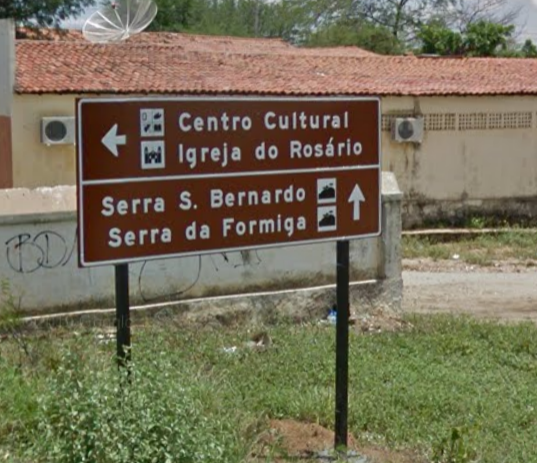 Centro Cultural
Igreja do Rosário
Serra S. Bernardo
Serra da Formiga